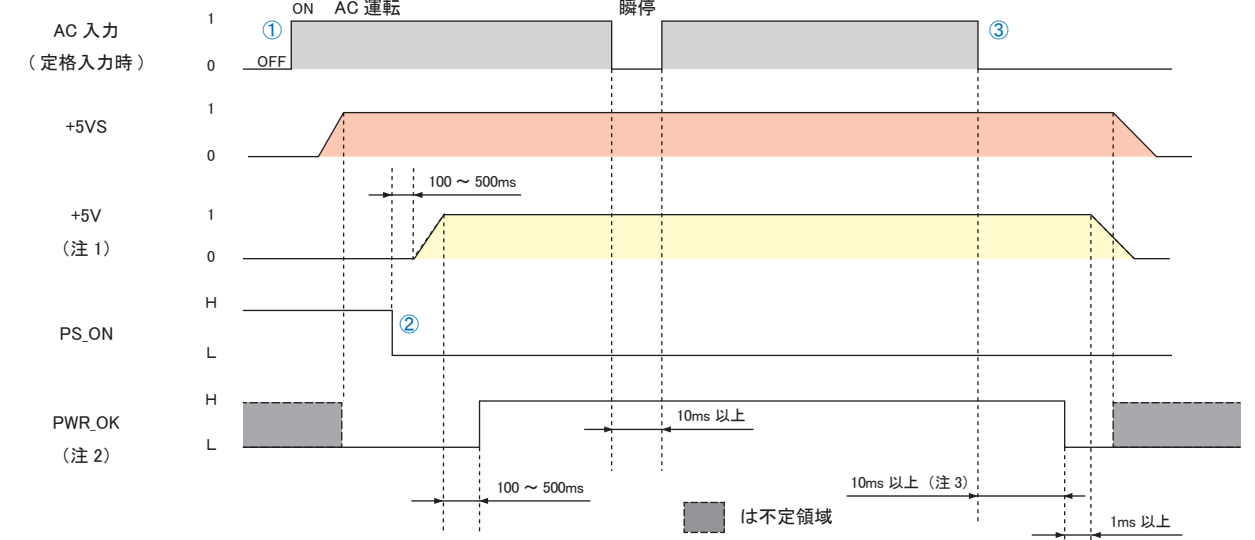 ON AC 運転 瞬停
AC 入力
( 定格入力時 )
1
0
① OFF ③
+5VS
1
0
100 ～ 500ms
+5V
(注 1)
1
0
PS_ON
H
L
②
PWR_OK
(注 2)
H
L
10ms 以上
100 ～ 500ms
10ms 以上 (注 3)
は不定領域
1ms 以上